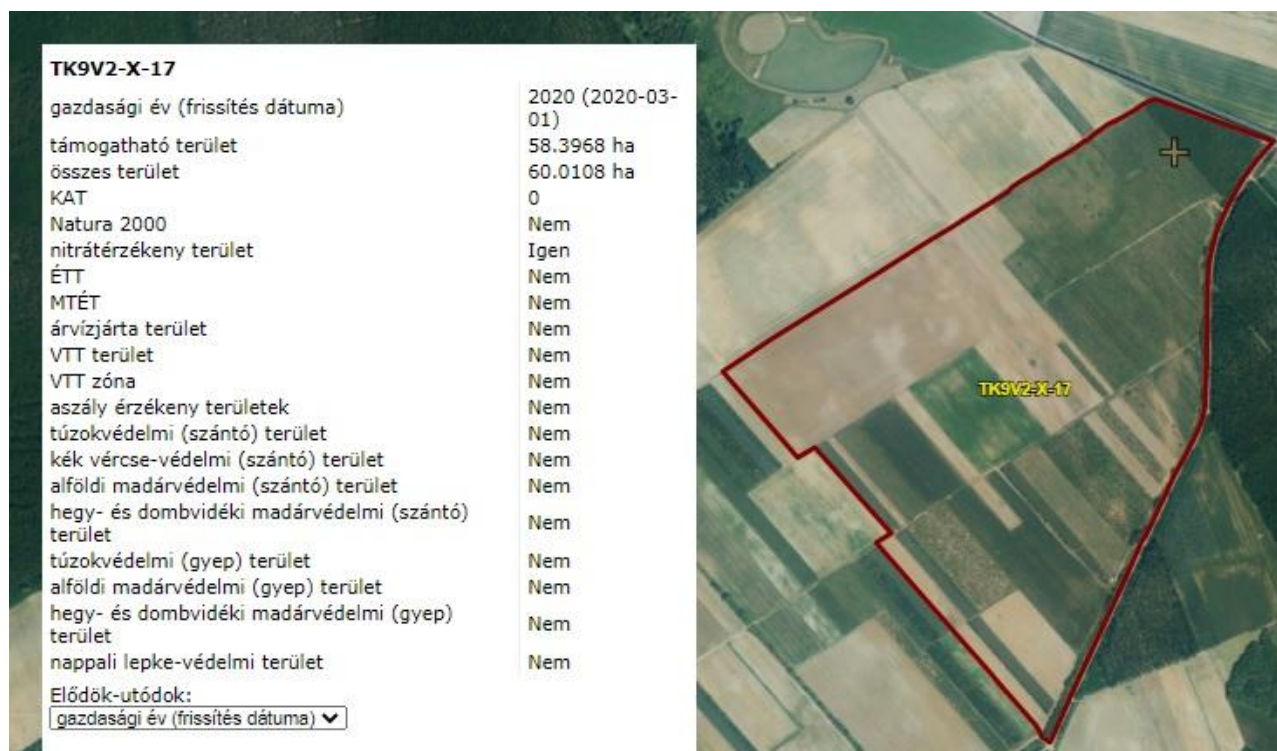 TK9V2-X-17
gazdasági év (frissítés dátuma) 2020 (2020-03-
01)
támogatható terület 58.3968 ha
összes terület 60.0108 ha
KAT 0
Natura 2000 Nem
nitrátérzékeny terület Igen
ÉTT Nem
MTÉT Nem
árvízjárta terület Nem
VTT terület Nem
VTT zóna Nem
aszály érzékeny területek Nem
túzokvédelmi (szántó) terület Nem
kék vércse-védelmi (szántó) terület Nem
alföldi madárvédelmi (szántó) terület Nem
hegy- és dombvidéki madárvédelmi (szántó)
terület Nem
túzokvédelmi (gyep) terület Nem
alföldi madárvédelmi (gyep) terület Nem
hegy- és dombvidéki madárvédelmi (gyep)
terület Nem
nappali lepke-védelmi terület Nem
Elődök-utódok:
gazdasági év (frissítés dátuma)
TK9V2-X-17